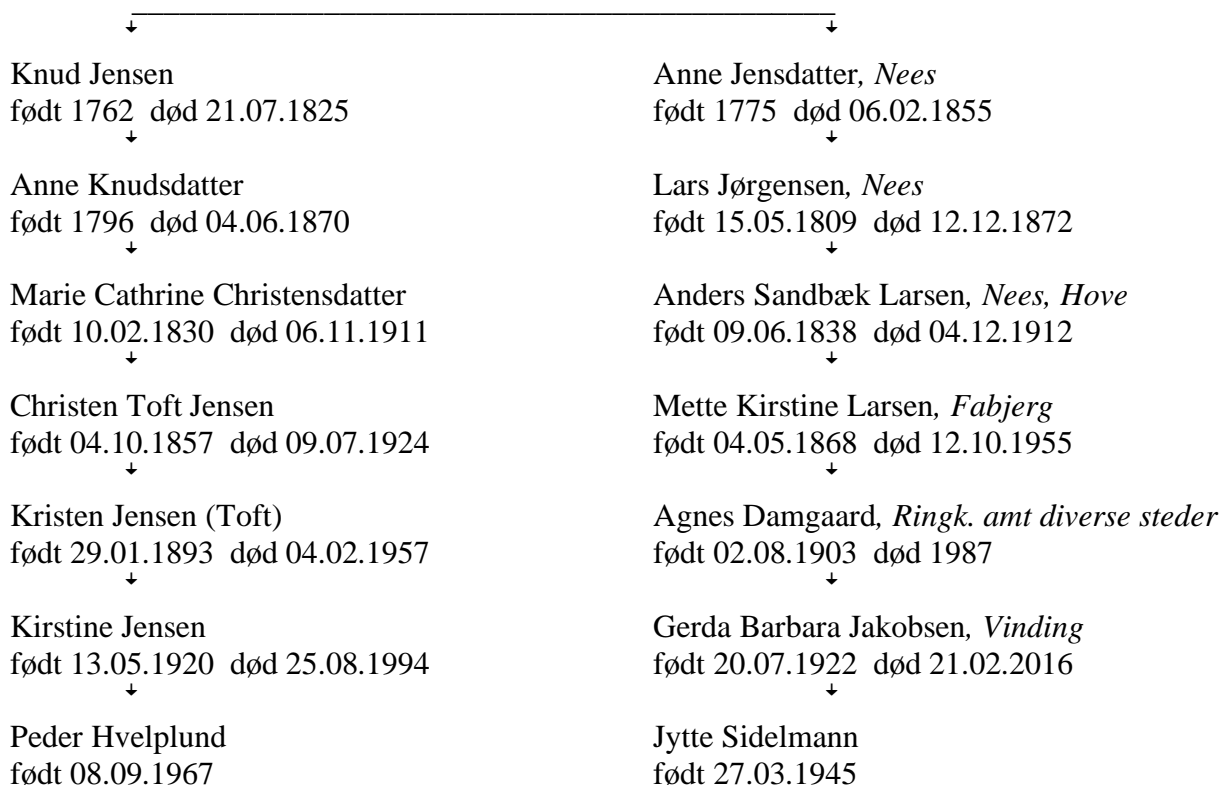 Knud Jensen
født 1762 død 21.07.1825
Anne Knudsdatter
født 1796 død 04.06.1870
Marie Cathrine Christensdatter
født 10.02.1830 død 06.11.1911
Christen Toft Jensen
født 04.10.1857 død 09.07.1924
Kristen Jensen (Toft)
født 29.01.1893 død 04.02.1957
Kirstine Jensen
født 13.05.1920 død 25.08.1994
Peder Hvelplund
født 08.09.1967
Anne Jensdatter, Nees
født 1775 død 06.02.1855
Lars Jørgensen, Nees
født 15.05.1809 død 12.12.1872
Anders Sandbæk Larsen, Nees, Hove
født 09.06.1838 død 04.12.1912
Mette Kirstine Larsen, Fabjerg
født 04.05.1868 død 12.10.1955
Agnes Damgaard, Ringk. amt diverse steder
født 02.08.1903 død 1987
Gerda Barbara Jakobsen, Vinding
født 20.07.1922 død 21.02.2016
Jytte Sidelmann
født 27.03.1945